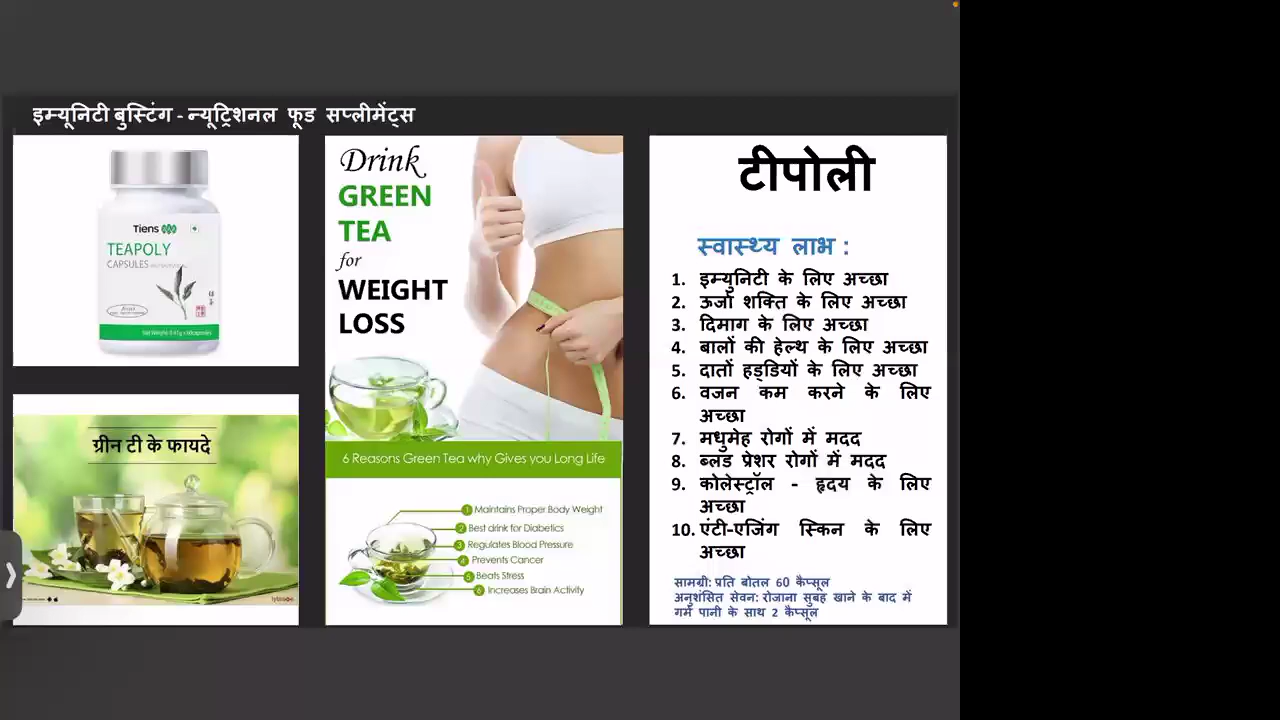 इम्यूनिटी बुस्टिंग - न्यूट्रिशनल फूड सप्लीमेंट्स
Tiens
TEAPOLY
CAPSULES
ग्रीन टी के फायदे
Drink
GREEN
TEA
for
WEIGHT
LOSS
6 Reasons Green Tea why Gives you Long Life
1 Maintains Proper Body Weight
2 Best drink for Diabetics
3 Regulates Blood Pressure
4 Prevents Cancer
5 Beats Stress
6 Increases Brain Activity
टीपोली
स्वास्थ्य लाभ :
1. इम्युनिटी के लिए अच्छा
2. ऊर्जा शक्ति के लिए अच्छा
3. दिमाग के लिए अच्छा
4. बालों की हेल्थ के लिए अच्छा
5. दातों हड्डियों के लिए अच्छा
6. वजन कम करने के लिए
अच्छा
7. मधुमेह रोगों में मदद
8. ब्लड प्रेशर रोगों में मदद
9. कोलेस्ट्रॉल - हृदय के लिए
अच्छा
10. एंटी-एजिंग स्किन के लिए
अच्छा
सामग्री: प्रति बोतल 60 कैप्सूल
अनुशंसित सेवन: रोजाना सुबह खाने के बाद में
गर्म पानी के साथ 2 कैप्सूल